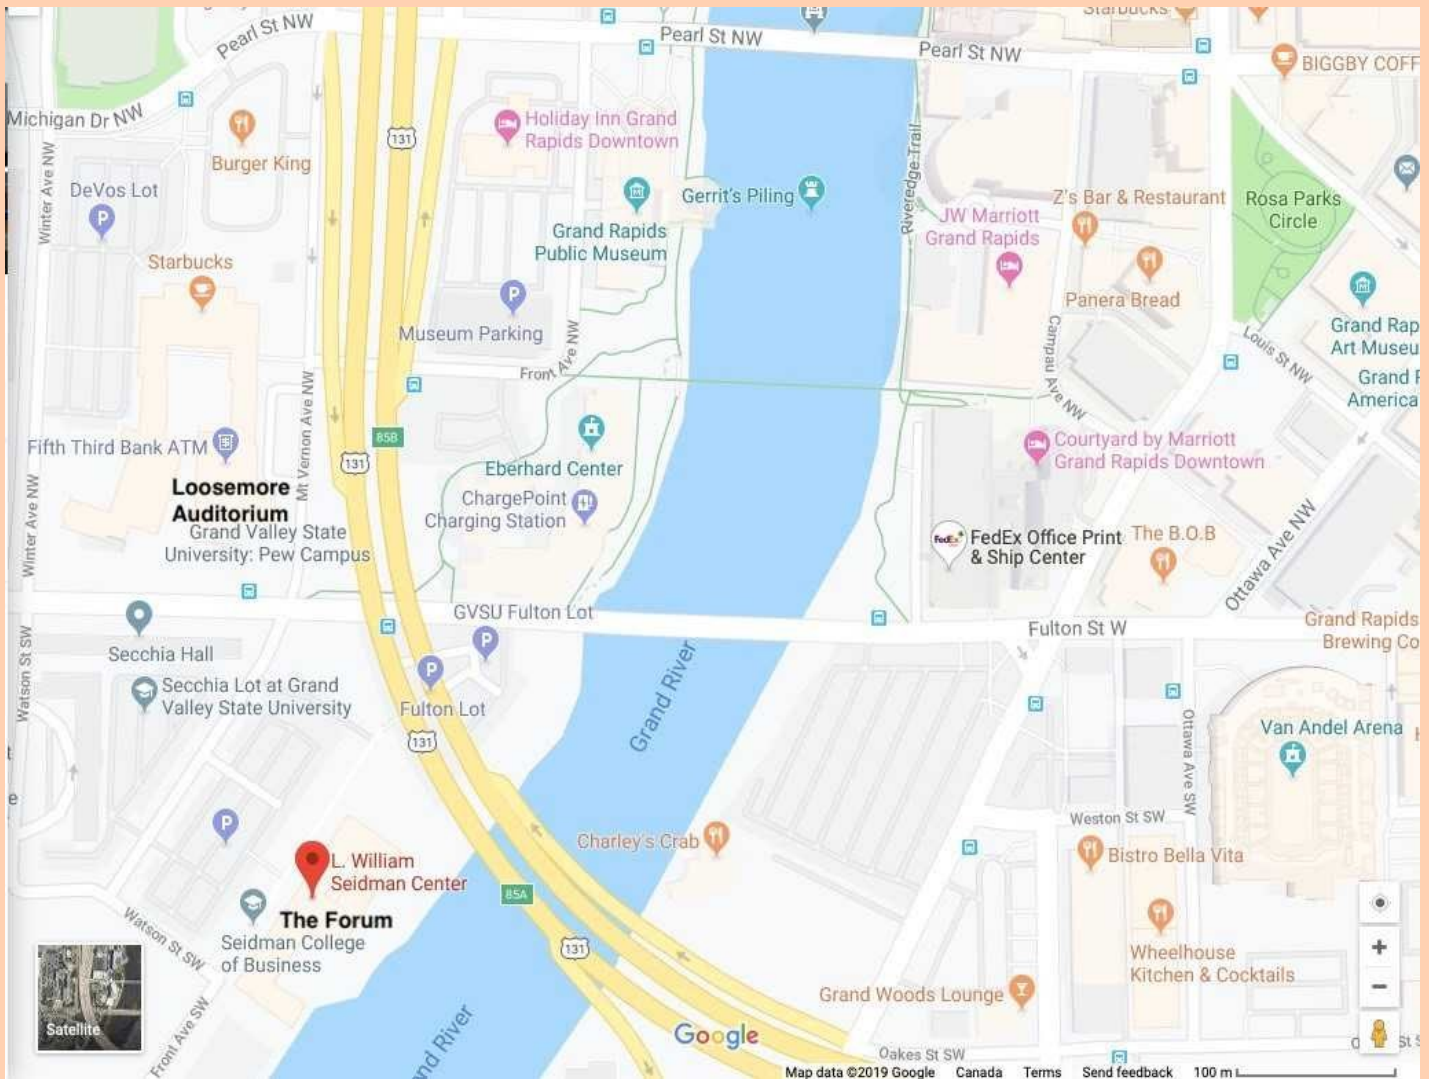 Starbucks
Pearl St NW
Pearl St NW
Pearl St NW
BIGGBY COFF
Michigan Dr NW
131
Holiday Inn Grand
Rapids Downtown
Burger King
Winter Ave NW
DeVos Lot
P
Gerrit's Piling
Riveredge Trail
Z's Bar & Restaurant
Rosa Parks
Circle
JW Marriott
Grand Rapids
Grand Rapids
Public Museum
Starbucks
P
Panera Bread
Museum Parking
Front Ave NW
Campau Ave NW
Louis St NW
Grand Rap
Art Museu
Grand R
America
Mt Vernon Ave NW
85B
131
Fifth Third Bank ATM
Eberhard Center
Courtyard by Marriott
Grand Rapids Downtown
Loosemore
Auditorium
ChargePoint
Charging Station
Winter Ave NW
Grand Valley State
University: Pew Campus
FedEx
FedEx Office Print
& Ship Center
The B.O.B
Ottawa Ave NW
GVSU Fulton Lot
P
Fulton St W
Grand Rapids
Brewing Co
Secchia Hall
Watson St SW
P
Secchia Lot at Grand
Valley State University
Fulton Lot
Grand River
131
Ottawa Ave SW
Van Andel Arena
e
P
Charley's Crab
Weston St SW
Bistro Bella Vita
L. William
Seidman Center
85A
The Forum
Watson St SW
Seidman College
of Business
131
Wheelhouse
Kitchen & Cocktails
Grand Woods Lounge
Front Ave SW
Satellite
Google
and River
Oakes St SW
St S
Map data ©2019 Google Canada Terms Send feedback 100 m